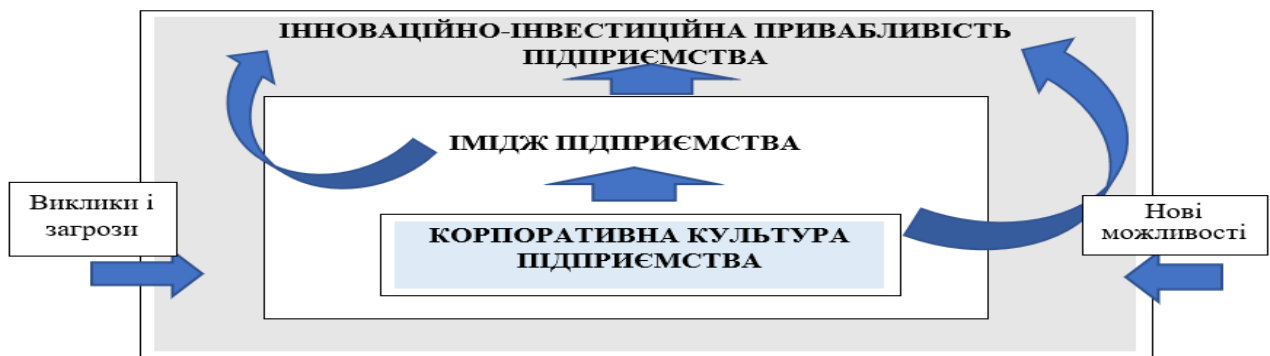 ІННОВАЦІЙНО-ІНВЕСТИЦІЙНА ПРИВАБЛИВІСТЬ
ПІДПРИЄМСТВА
ІМІДЖ ПІДПРИЄМСТВА
Виклики і
загрози
КОРПОРАТИВНА КУЛЬТУРА
ПІДПРИЄМСТВА
Нові
можливості